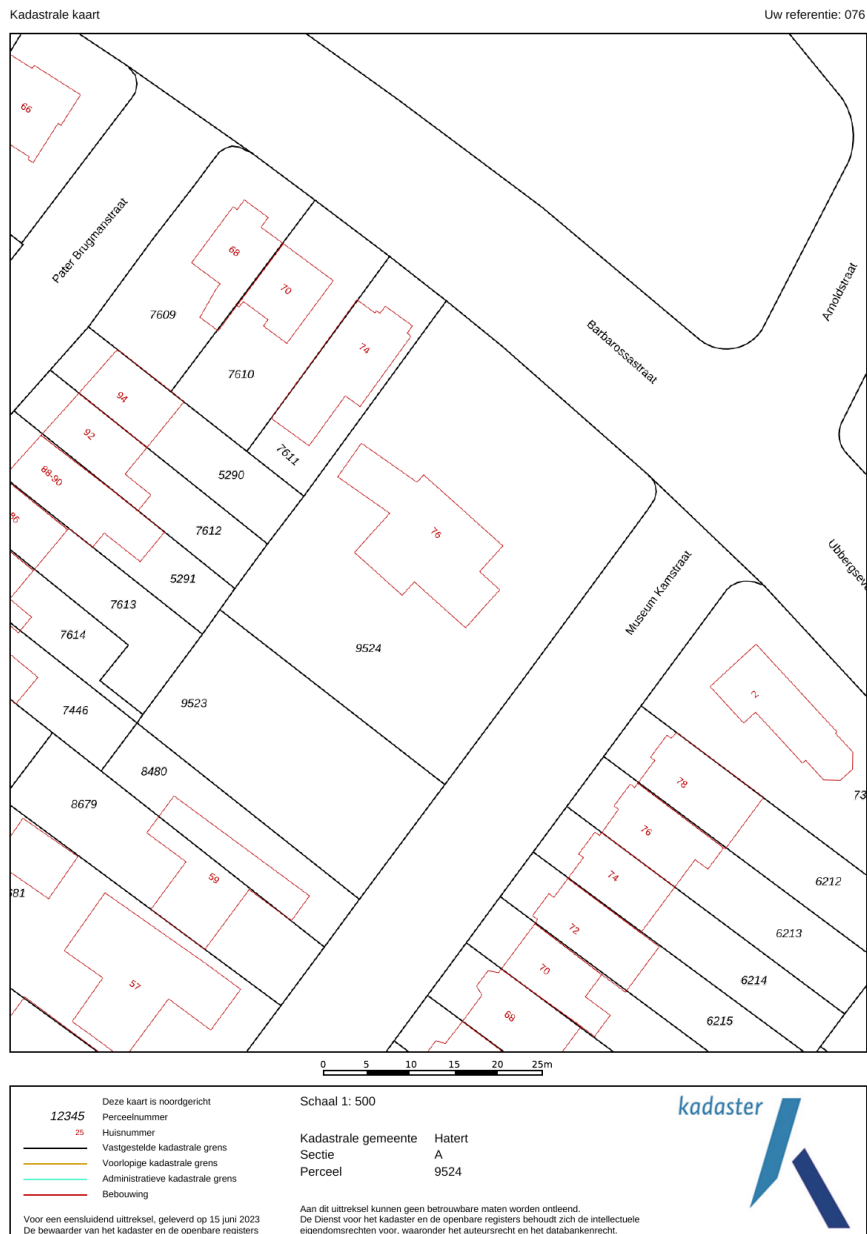 Kadastrale kaart
Uw referentie: 076
66
Pater Brugmanstraat
68
70
7609
74
7610
Barbarossastraat
Arnoldstraat
94
92
88-90
86
7611
5290
7612
5291
7613
7614
76
9524
Museum Kamstraat
9523
7446
8480
8679
2
78
76
74
72
70
68
73
6212
6213
6214
6215
59
57
681
0 5 10 15 20 25m
Deze kaart is noordgericht
12345 Perceelnummer
25 Huisnummer
Vastgestelde kadastrale grens
Voorlopige kadastrale grens
Administratieve kadastrale grens
Bebouwing
Voor een eensluidend uittreksel, geleverd op 15 juni 2023
De bewaarder van het kadaster en de openbare registers
Schaal 1: 500
Kadastrale gemeente Hatert
Sectie A
Perceel 9524
Aan dit uittreksel kunnen geen betrouwbare maten worden ontleend.
De Dienst voor het kadaster en de openbare registers behoudt zich de intellectuele
eigendomsrechten voor, waaronder het auteursrecht en het databankenrecht.
kadaster